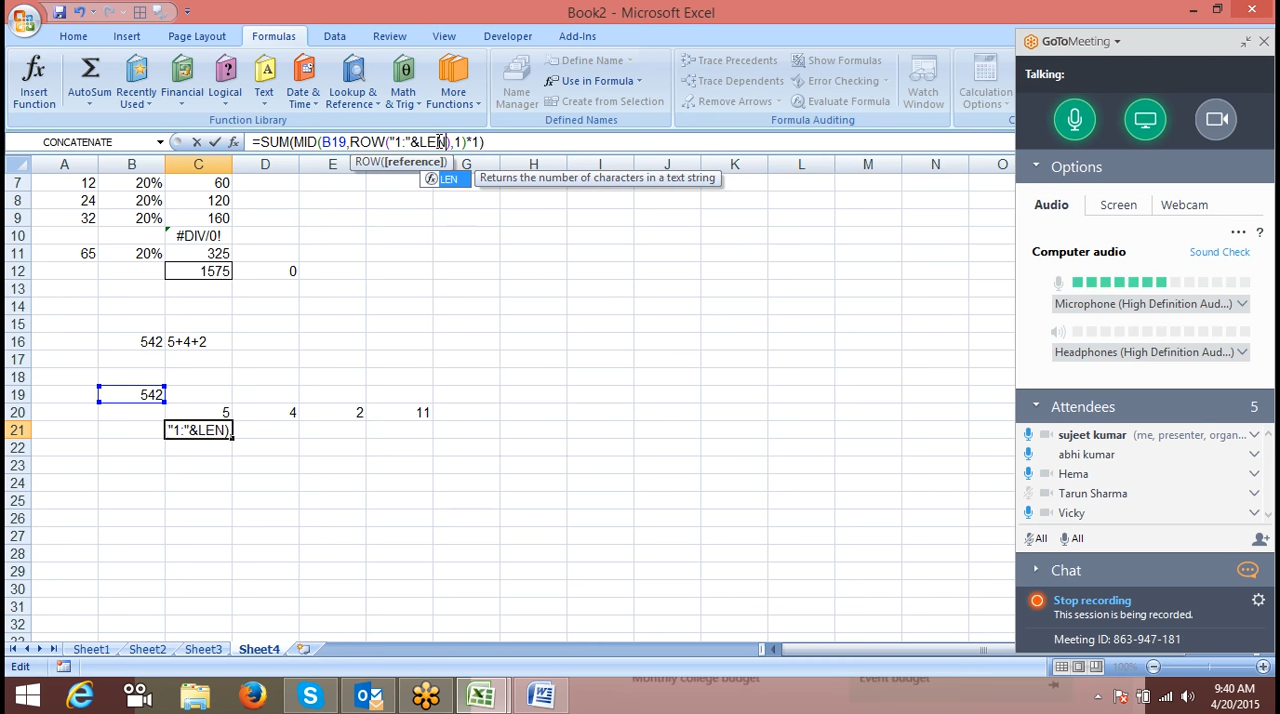 Book2 - Microsoft Excel
Home Insert Page Layout Formulas Data Review View Developer Add-Ins
fx Σ A ? θ
Insert Function
AutoSum
Recently Used
Financial
Logical
Text
Date & Time
Lookup & Reference
Math & Trig
More Functions
Function Library
Name Manager
Define Name
Use in Formula
Create from Selection
Defined Names
Trace Precedents
Trace Dependents
Remove Arrows
Show Formulas
Error Checking
Evaluate Formula
Formula Auditing
Watch Window
Calculation Options
CONCATENATE fx =SUM(MID(B19,ROW("1:"&LEN),1)*1)
ROW([reference])
LEN Returns the number of characters in a text string
A B C D E F G H I J K L M N O
7 12 20% 60
8 24 20% 120
9 32 20% 160
10 #DIV/0!
11 65 20% 325
12 1575 0
13
14
15
16 542 5+4+2
17
18
19 542
20 5 4 2 11
21 "1:"&LEN),
22
23
24
25
26
27
28
29
30
31
32
Sheet1 Sheet2 Sheet3 Sheet4
Edit 100%
GoToMeeting
Talking:
Options
Audio Screen Webcam
... ?
Computer audio Sound Check
Microphone (High Definition Aud...)
Headphones (High Definition Aud...)
Attendees 5
sujeet kumar (me, presenter, organ...
abhi kumar
Hema
Tarun Sharma
Vicky
All All
Chat
Stop recording
This session is being recorded.
Meeting ID: 863-947-181
Monthly college budget Event budget
9:40 AM
4/20/2015